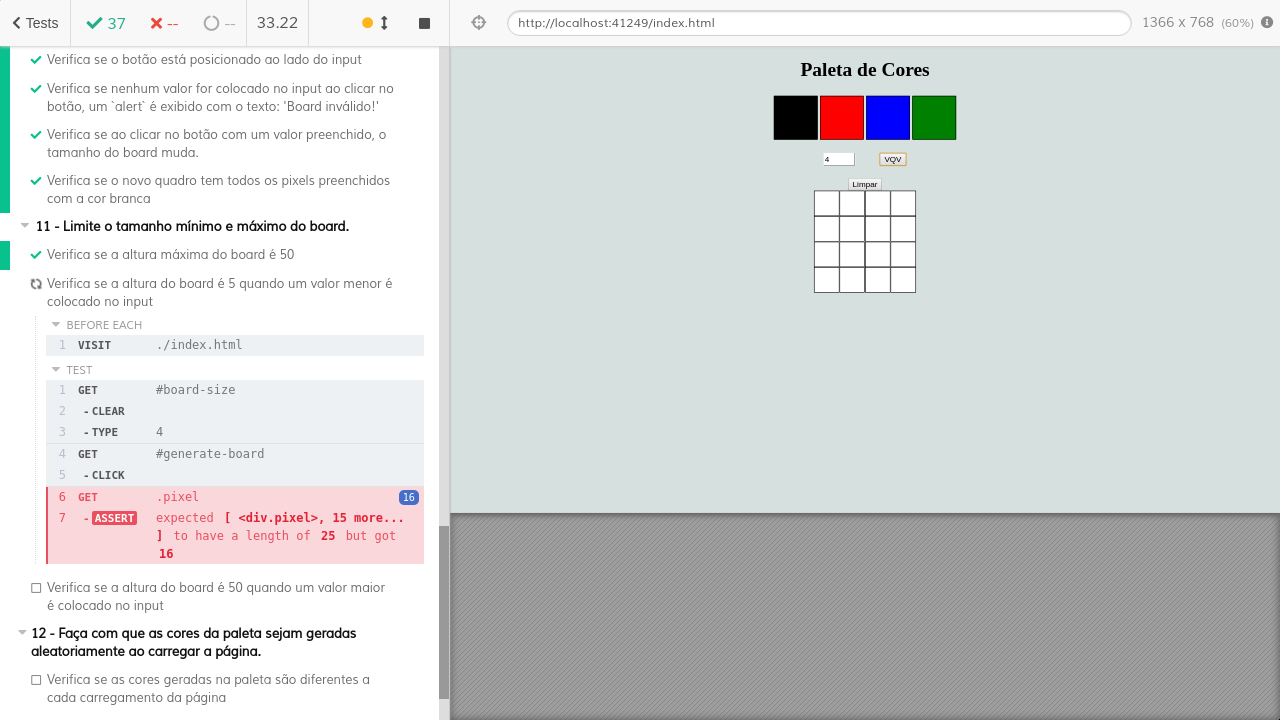 Tests 37 -- -- 33.22
Verifica se o botão está posicionado ao lado do input
Verifica se nenhum valor for colocado no input ao clicar no
botão, um `alert` é exibido com o texto: 'Board inválido!'
Verifica se ao clicar no botão com um valor preenchido, o
tamanho do board muda.
Verifica se o novo quadro tem todos os pixels preenchidos
com a cor branca
11 - Limite o tamanho mínimo e máximo do board.
Verifica se a altura máxima do board é 50
Verifica se a altura do board é 5 quando um valor menor é
colocado no input
BEFORE EACH
1 VISIT ./index.html
TEST
1 GET #board-size
2 -CLEAR
3 -TYPE 4
4 GET #generate-board
5 -CLICK
6 GET .pixel 16
7 -ASSERT expected [ <div.pixel>, 15 more...
] to have a length of 25 but got
16
Verifica se a altura do board é 50 quando um valor maior
é colocado no input
12 - Faça com que as cores da paleta sejam geradas
aleatoriamente ao carregar a página.
Verifica se as cores geradas na paleta são diferentes a
cada carregamento da página
http://localhost:41249/index.html 1366 x 768 (60%)
Paleta de Cores
4 VQV
Limpar